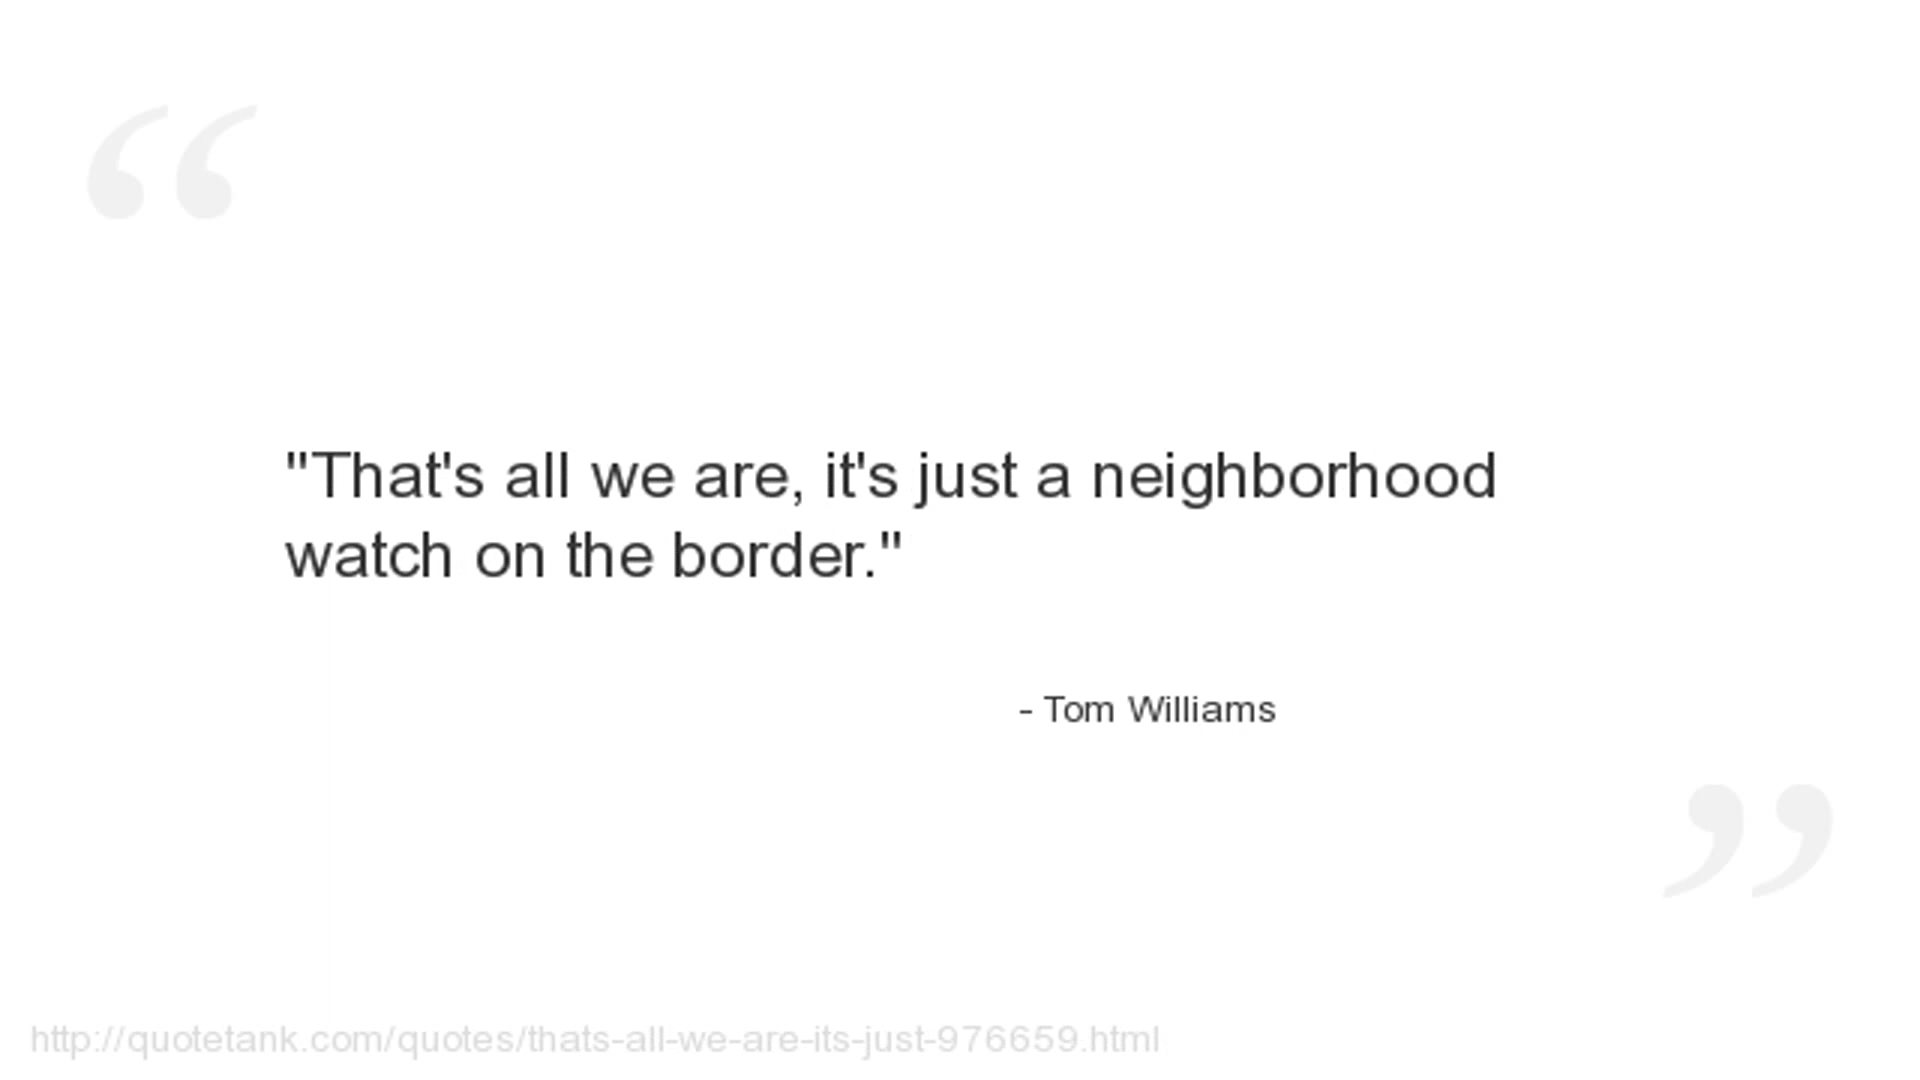 "That's all we are, it's just a neighborhood
watch on the border."
- Tom Williams
http://quotetank.com/quotes/thats-all-we-are-its-just-976659.html